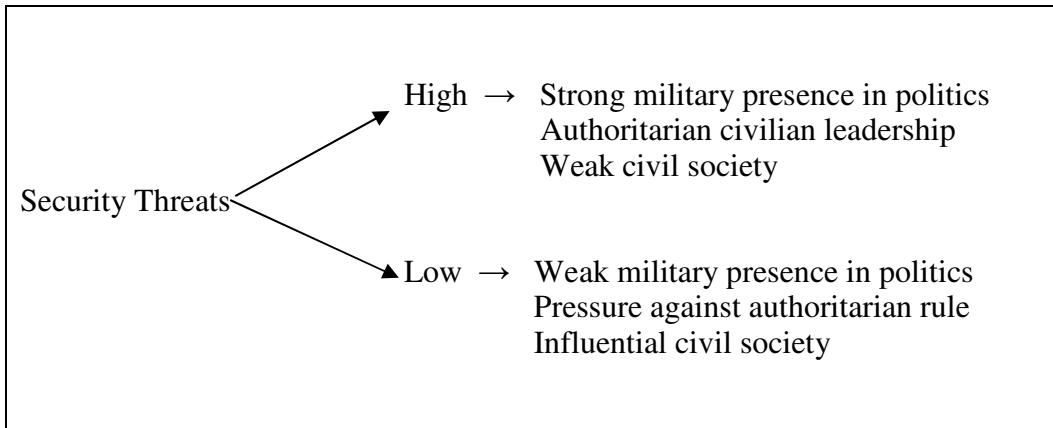 High → Strong military presence in politics
Authoritarian civilian leadership
Weak civil society
Security Threats
Low → Weak military presence in politics
Pressure against authoritarian rule
Influential civil society